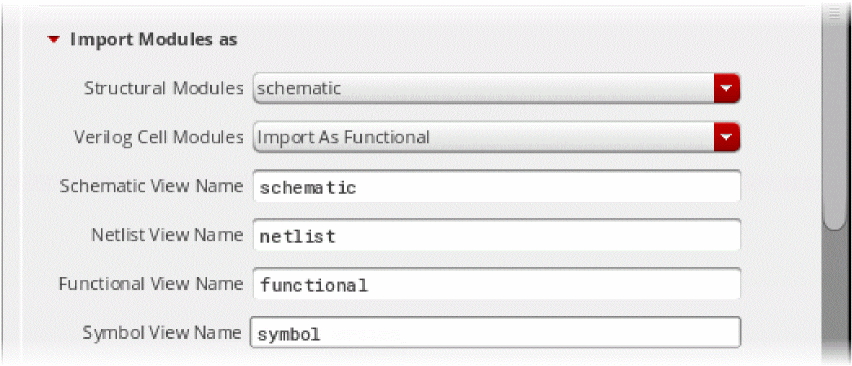 Import Modules as
Structural Modules schematic
Verilog Cell Modules Import As Functional
Schematic View Name schematic
Netlist View Name netlist
Functional View Name functional
Symbol View Name symbol